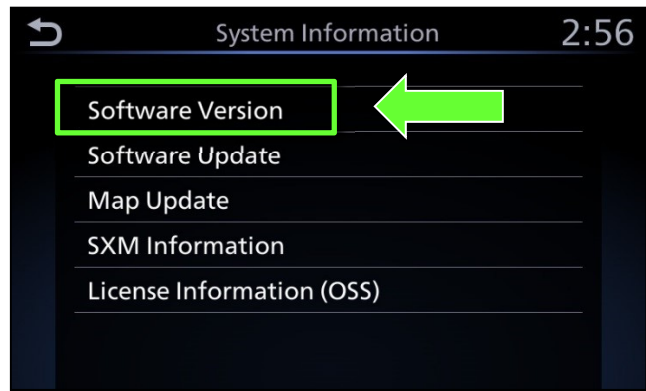 System Information 2:56
Software Version
Software Update
Map Update
SXM Information
License Information (OSS)